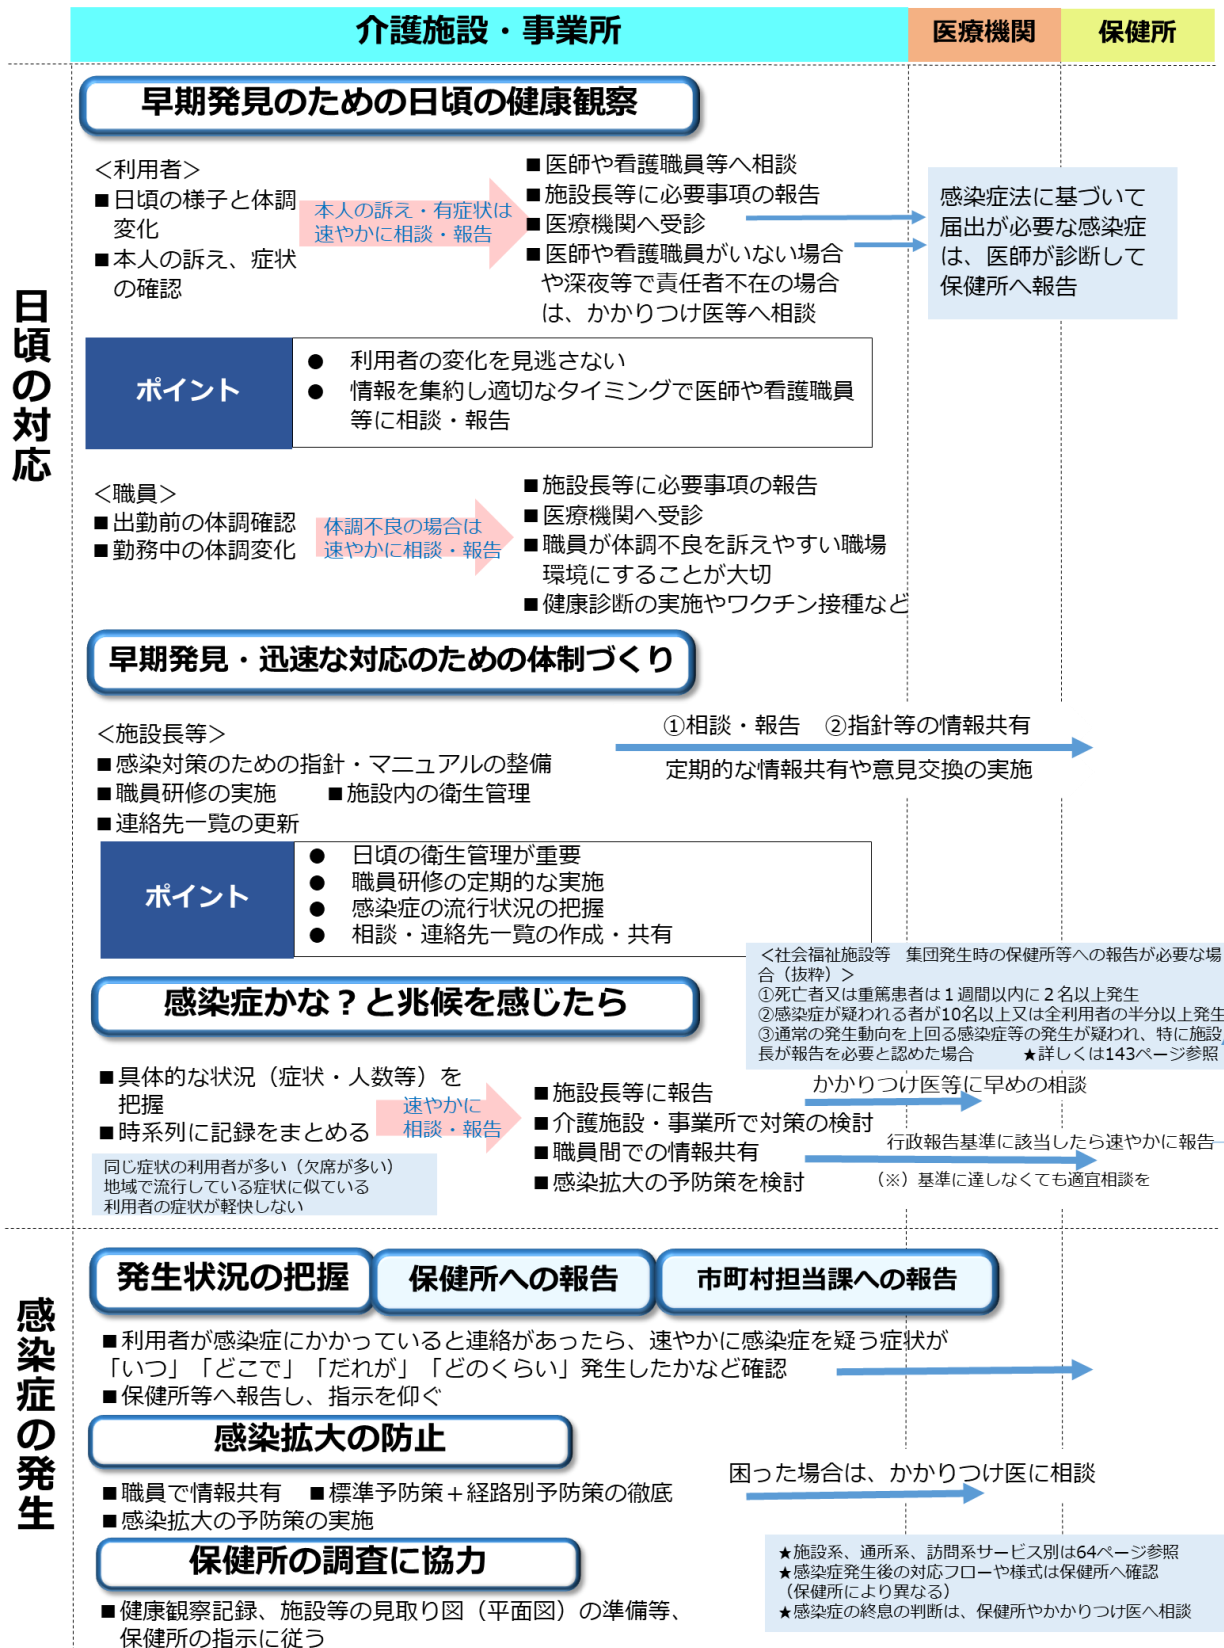 介護施設・事業所
医療機関
保健所
日頃の対応
早期発見のための日頃の健康観察
＜利用者＞
■日頃の様子と体調
変化
■本人の訴え、症状
の確認
本人の訴え・有症状は
速やかに相談・報告
■医師や看護職員等へ相談
■施設長等に必要事項の報告
■医療機関へ受診
■医師や看護職員がいない場合
や深夜等で責任者不在の場合
は、かかりつけ医等へ相談
感染症法に基づいて
届出が必要な感染症
は、医師が診断して
保健所へ報告
ポイント
● 利用者の変化を見逃さない
● 情報を集約し適切なタイミングで医師や看護職員
等に相談・報告
＜職員＞
■出勤前の体調確認
■勤務中の体調変化
体調不良の場合は
速やかに相談・報告
■施設長等に必要事項の報告
■医療機関へ受診
■職員が体調不良を訴えやすい職場
環境にすることが大切
■健康診断の実施やワクチン接種など
早期発見・迅速な対応のための体制づくり
＜施設長等＞
■感染対策のための指針・マニュアルの整備
■職員研修の実施 ■施設内の衛生管理
■連絡先一覧の更新
①相談・報告 ②指針等の情報共有
定期的な情報共有や意見交換の実施
ポイント
● 日頃の衛生管理が重要
● 職員研修の定期的な実施
● 感染症の流行状況の把握
● 相談・連絡先一覧の作成・共有
＜社会福祉施設等 集団発生時の保健所等への報告が必要な場
合（抜粋）＞
①死亡者又は重篤患者は１週間以内に２名以上発生
②感染症が疑われる者が10名以上又は全利用者の半分以上発生
③通常の発生動向を上回る感染症等の発生が疑われ、特に施設
長が報告を必要と認めた場合 ★詳しくは143ページ参照
感染症かな？と兆候を感じたら
■具体的な状況（症状・人数等）を
把握
■時系列に記録をまとめる
速やかに
相談・報告
■施設長等に報告
■介護施設・事業所で対策の検討
■職員間での情報共有
■感染拡大の予防策を検討
かかりつけ医等に早めの相談
行政報告基準に該当したら速やかに報告
（※）基準に達しなくても適宜相談を
同じ症状の利用者が多い（欠席が多い）
地域で流行している症状に似ている
利用者の症状が軽快しない
感染症の発生
発生状況の把握
保健所への報告
市町村担当課への報告
■利用者が感染症にかかっていると連絡があったら、速やかに感染症を疑う症状が
「いつ」「どこで」「だれが」「どのくらい」発生したかなど確認
■保健所等へ報告し、指示を仰ぐ
感染拡大の防止
■職員で情報共有 ■標準予防策＋経路別予防策の徹底
■感染拡大の予防策の実施
困った場合は、かかりつけ医に相談
保健所の調査に協力
■健康観察記録、施設等の見取り図（平面図）の準備等、
保健所の指示に従う
★施設系、通所系、訪問系サービス別は64ページ参照
★感染症発生後の対応フローや様式は保健所へ確認
（保健所により異なる）
★感染症の終息の判断は、保健所やかかりつけ医へ相談